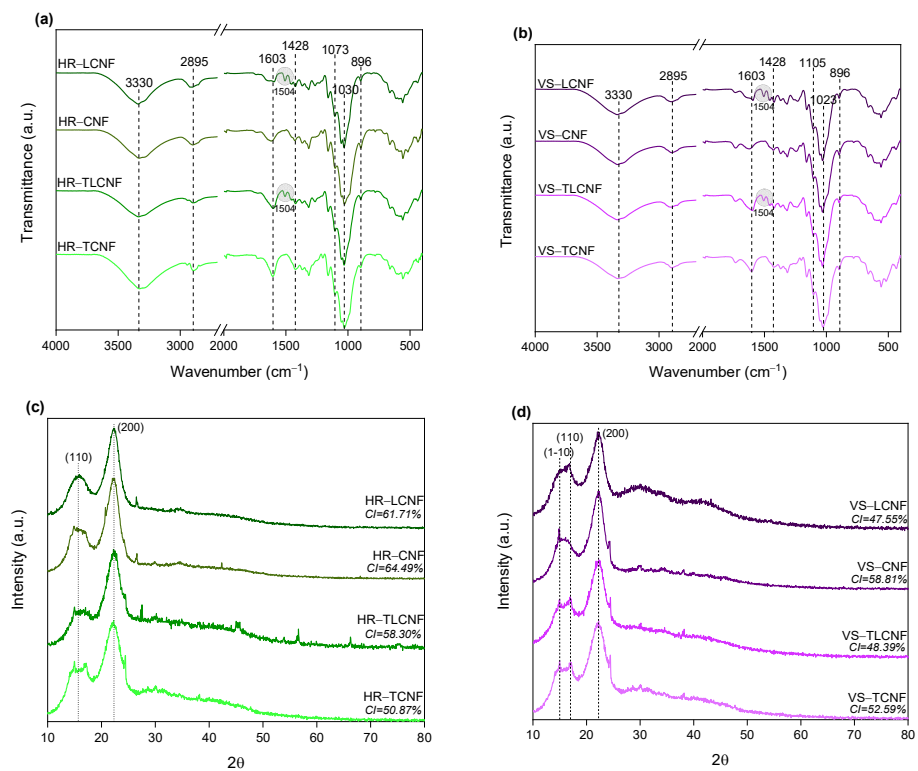 (a)
3330
2895
1603
1428
1073
896
1030
1504
HR–LCNF
HR–CNF
HR–TLCNF
1504
HR–TCNF
Transmittance (a.u.)
4000 3500 3000 2000 1500 1000 500
Wavenumber (cm⁻¹)
(b)
3330
2895
1603
1428
1105
896
1023
1504
VS–LCNF
VS–CNF
VS–TLCNF
1504
VS–TCNF
Transmittance (a.u.)
4000 3500 3000 2000 1500 1000 500
Wavenumber (cm⁻¹)
(c)
(110)
(200)
HR–LCNF
CI=61.71%
HR–CNF
CI=64.49%
HR–TLCNF
CI=58.30%
HR–TCNF
CI=50.87%
Intensity (a.u.)
10 20 30 40 50 60 70 80
2θ
(d)
(1-10)
(110)
(200)
VS–LCNF
CI=47.55%
VS–CNF
CI=58.81%
VS–TLCNF
CI=48.39%
VS–TCNF
CI=52.59%
Intensity (a.u.)
10 20 30 40 50 60 70 80
2θ